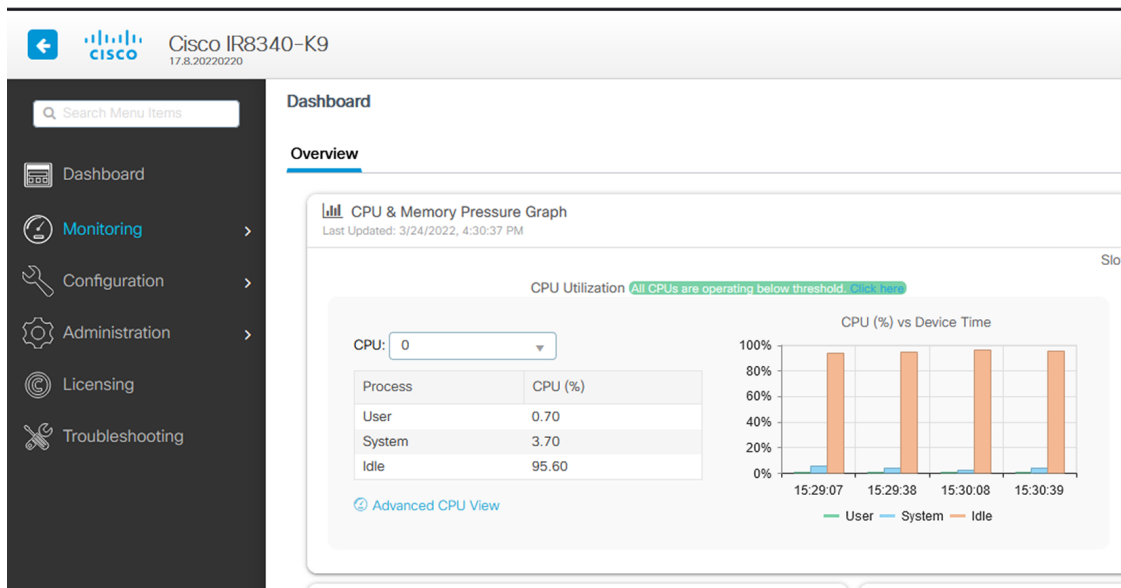 CISCO
Cisco IR8340-K9
17.8.20220220
Search Menu Items
Dashboard
Monitoring
Configuration
Administration
Licensing
Troubleshooting
Dashboard
Overview
CPU & Memory Pressure Graph
Last Updated: 3/24/2022, 4:30:37 PM
Slo
CPU Utilization All CPUs are operating below threshold. Click here
CPU: 0
Process CPU (%)
User 0.70
System 3.70
Idle 95.60
Advanced CPU View
CPU (%) vs Device Time
100%
80%
60%
40%
20%
0%
15:29:07 15:29:38 15:30:08 15:30:39
User System Idle